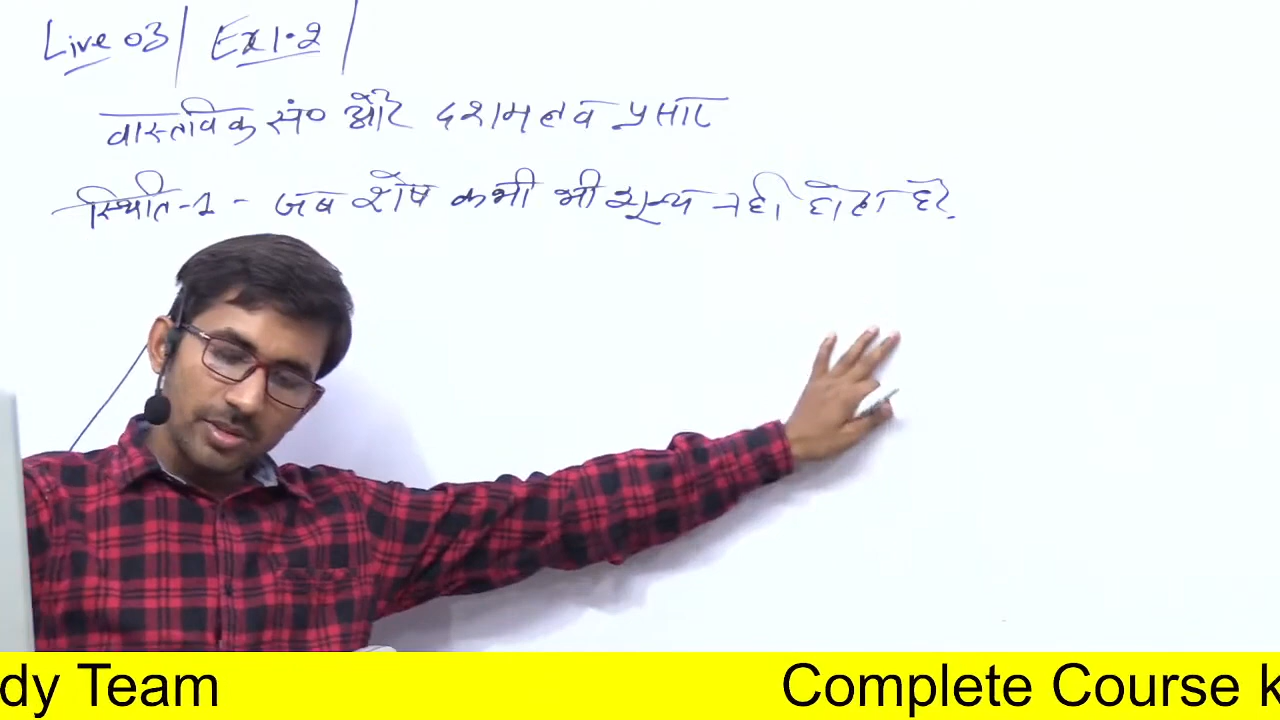 Live 03 | Ex 1.2 |
वास्तविक सं० और दशमलव प्रसार
स्थिति-1 - जब शेष कभी भी शून्य नहीं होता है.
dy Team Complete Course k